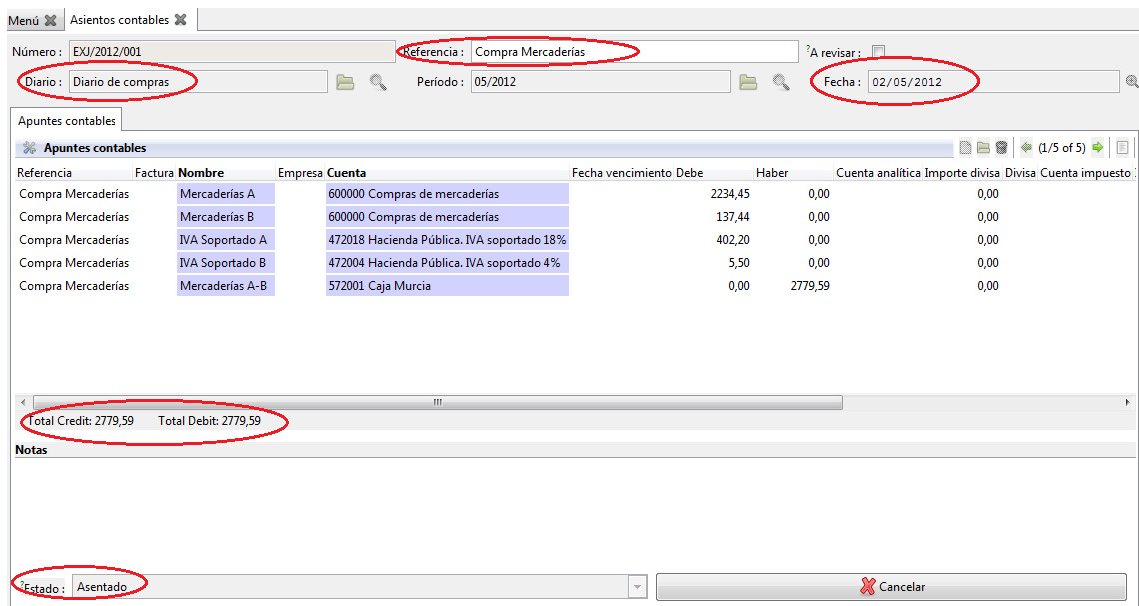 Menú Asientos contables
Número : EXJ/2012/001 Referencia : Compra Mercaderías ? A revisar :
Diario : Diario de compras Período : 05/2012 Fecha : 02/05/2012
Apuntes contables
Apuntes contables (1/5 of 5)
Referencia Factura Nombre Empresa Cuenta Fecha vencimiento Debe Haber Cuenta analítica Importe divisa Divisa Cuenta impuesto
Compra Mercaderías Mercaderías A 600000 Compras de mercaderías 2234,45 0,00 0,00
Compra Mercaderías Mercaderías B 600000 Compras de mercaderías 137,44 0,00 0,00
Compra Mercaderías IVA Soportado A 472018 Hacienda Pública. IVA soportado 18% 402,20 0,00 0,00
Compra Mercaderías IVA Soportado B 472004 Hacienda Pública. IVA soportado 4% 5,50 0,00 0,00
Compra Mercaderías Mercaderías A-B 572001 Caja Murcia 0,00 2779,59 0,00
Total Credit: 2779,59 Total Debit: 2779,59
Notas
? Estado : Asentado Cancelar